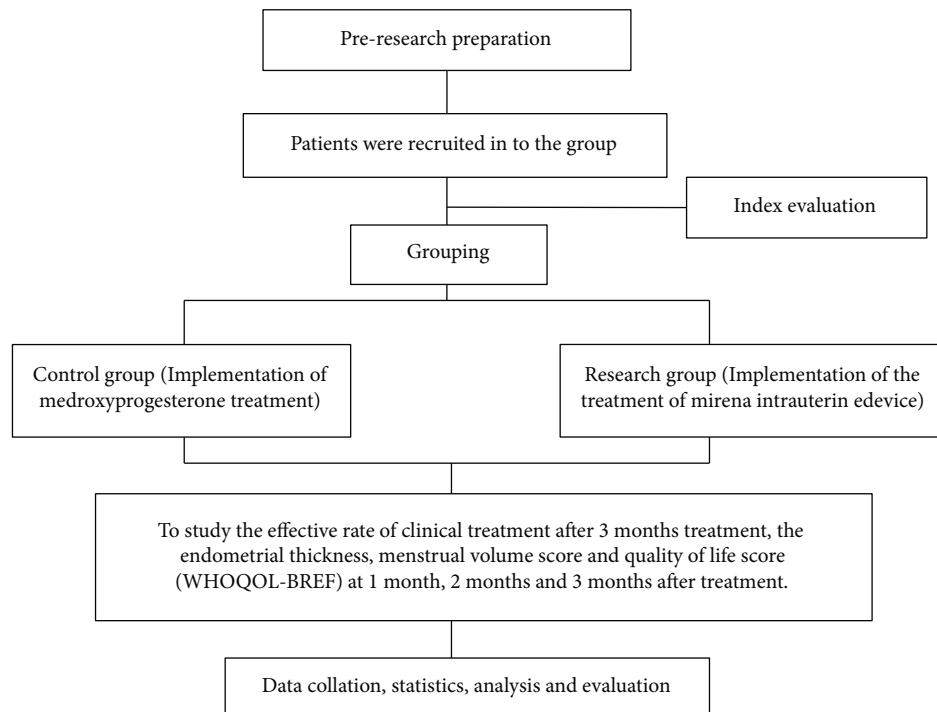 Pre-research preparation
Patients were recruited in to the group
Index evaluation
Grouping
Control group (Implementation of
medroxyprogesterone treatment)
Research group (Implementation of the
treatment of mirena intrauterin edevice)
To study the effective rate of clinical treatment after 3 months treatment, the
endometrial thickness, menstrual volume score and quality of life score
(WHOQOL-BREF) at 1 month, 2 months and 3 months after treatment.
Data collation, statistics, analysis and evaluation